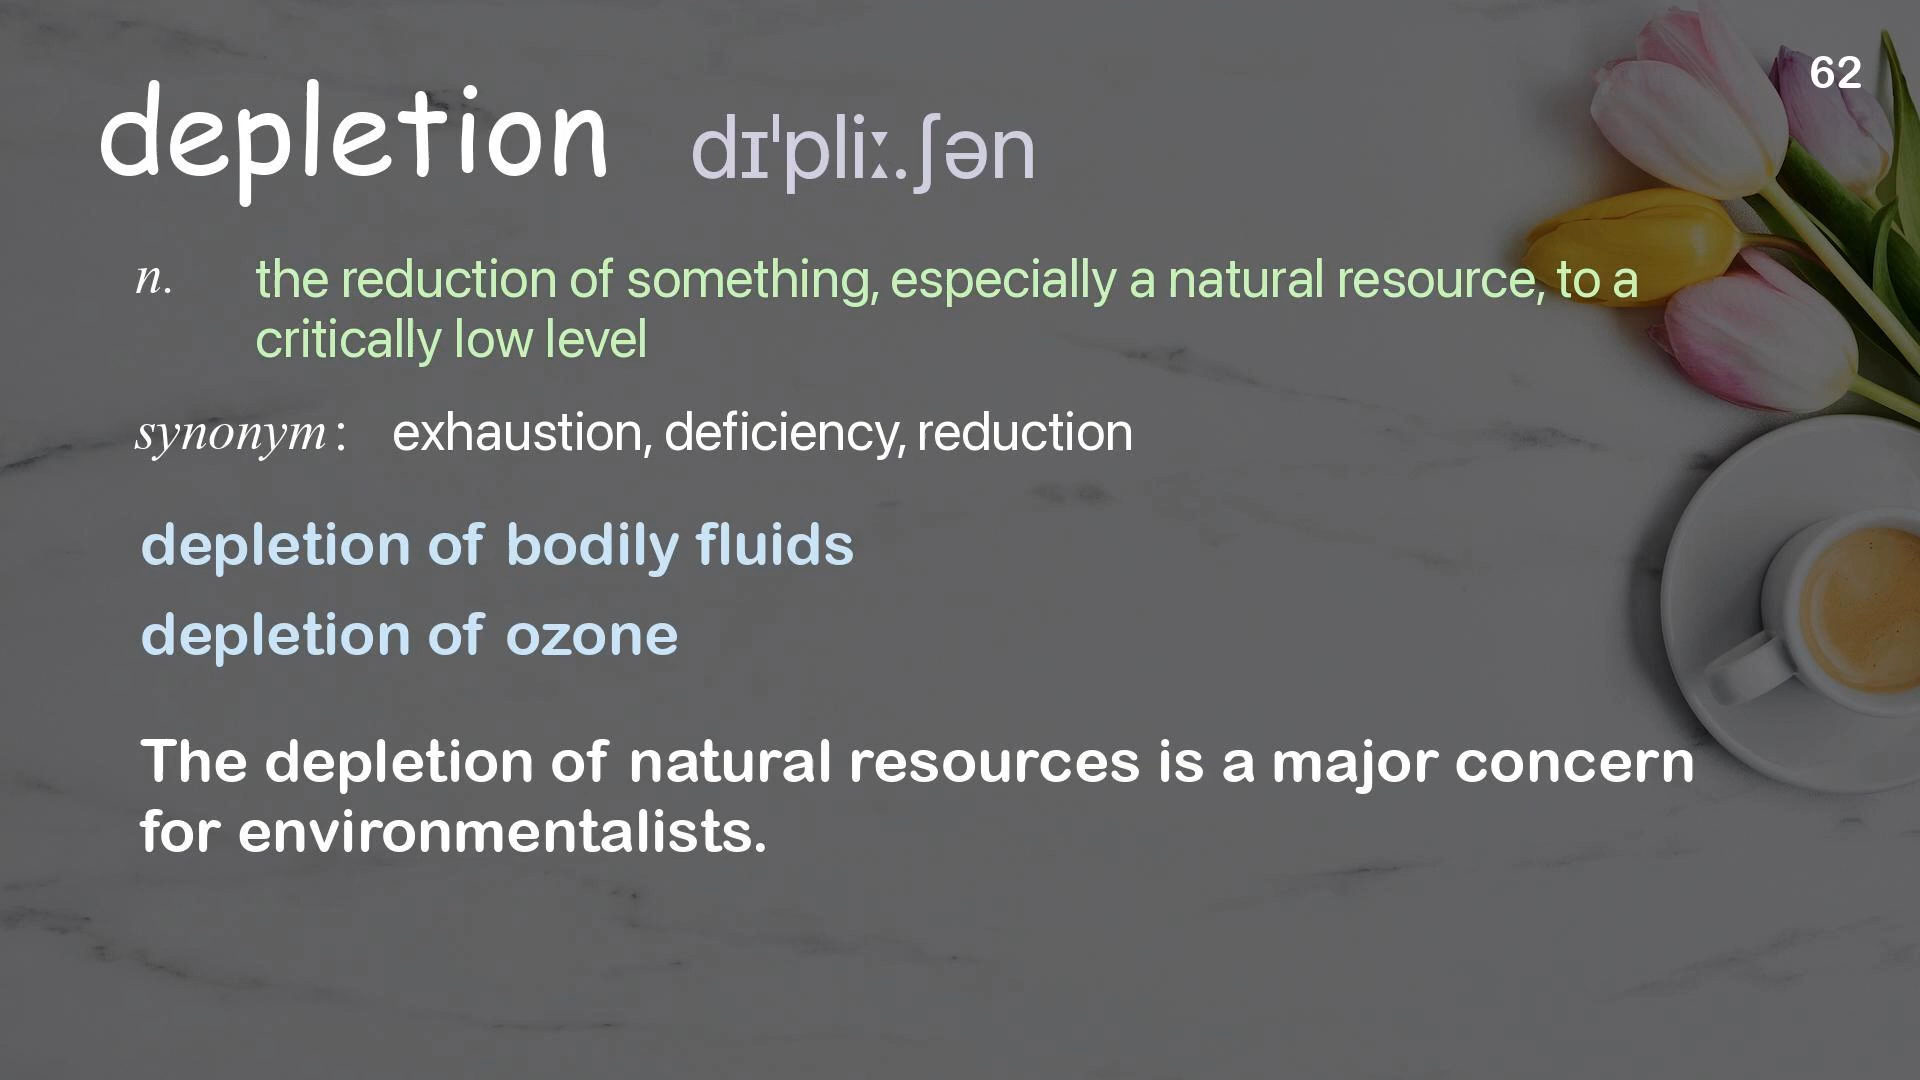 62
depletion dɪˈpliː.ʃən
n. the reduction of something, especially a natural resource, to a
critically low level
synonym: exhaustion, deficiency, reduction
depletion of bodily fluids
depletion of ozone
The depletion of natural resources is a major concern
for environmentalists.